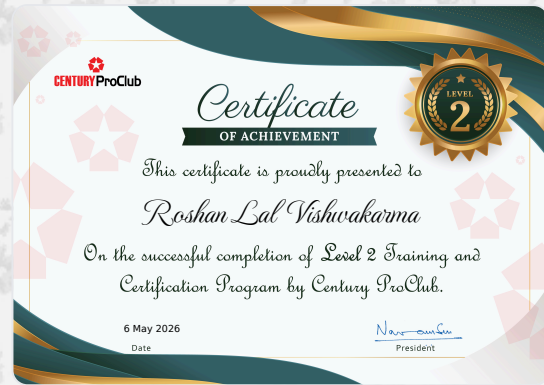 CENTURY ProClub
LEVEL
2
Certificate
OF ACHIEVEMENT
This certificate is proudly presented to
Roshan Lal Vishwakarma
On the successful completion of Level 2 Training and
Certification Program by Century ProClub.
6 May 2026
Date
President